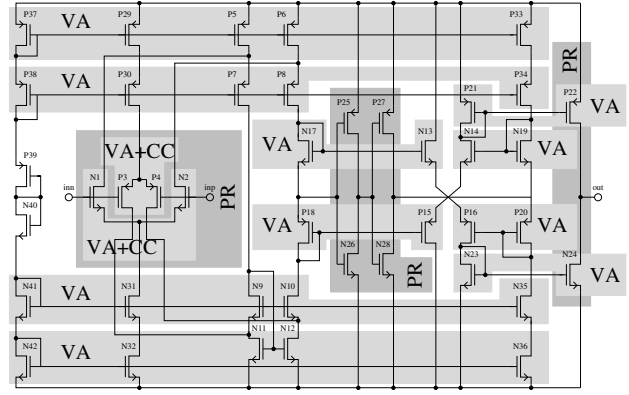 P37 VA P29 P5 P6 P33
PR
P38 VA P30 P7 P8 P34
P25 P27 P21 P22
VA
N17 VA N13 N14 N19 VA
P39 VA+CC
N1 P3 P4 N2
inn inp PR out
N40
P18 VA P15 P16 P20 VA
VA+CC
N26 N28 N23 N24
PR VA
N41 VA N31 N9 N10 N35
N11 N12
N42 VA N32 N36